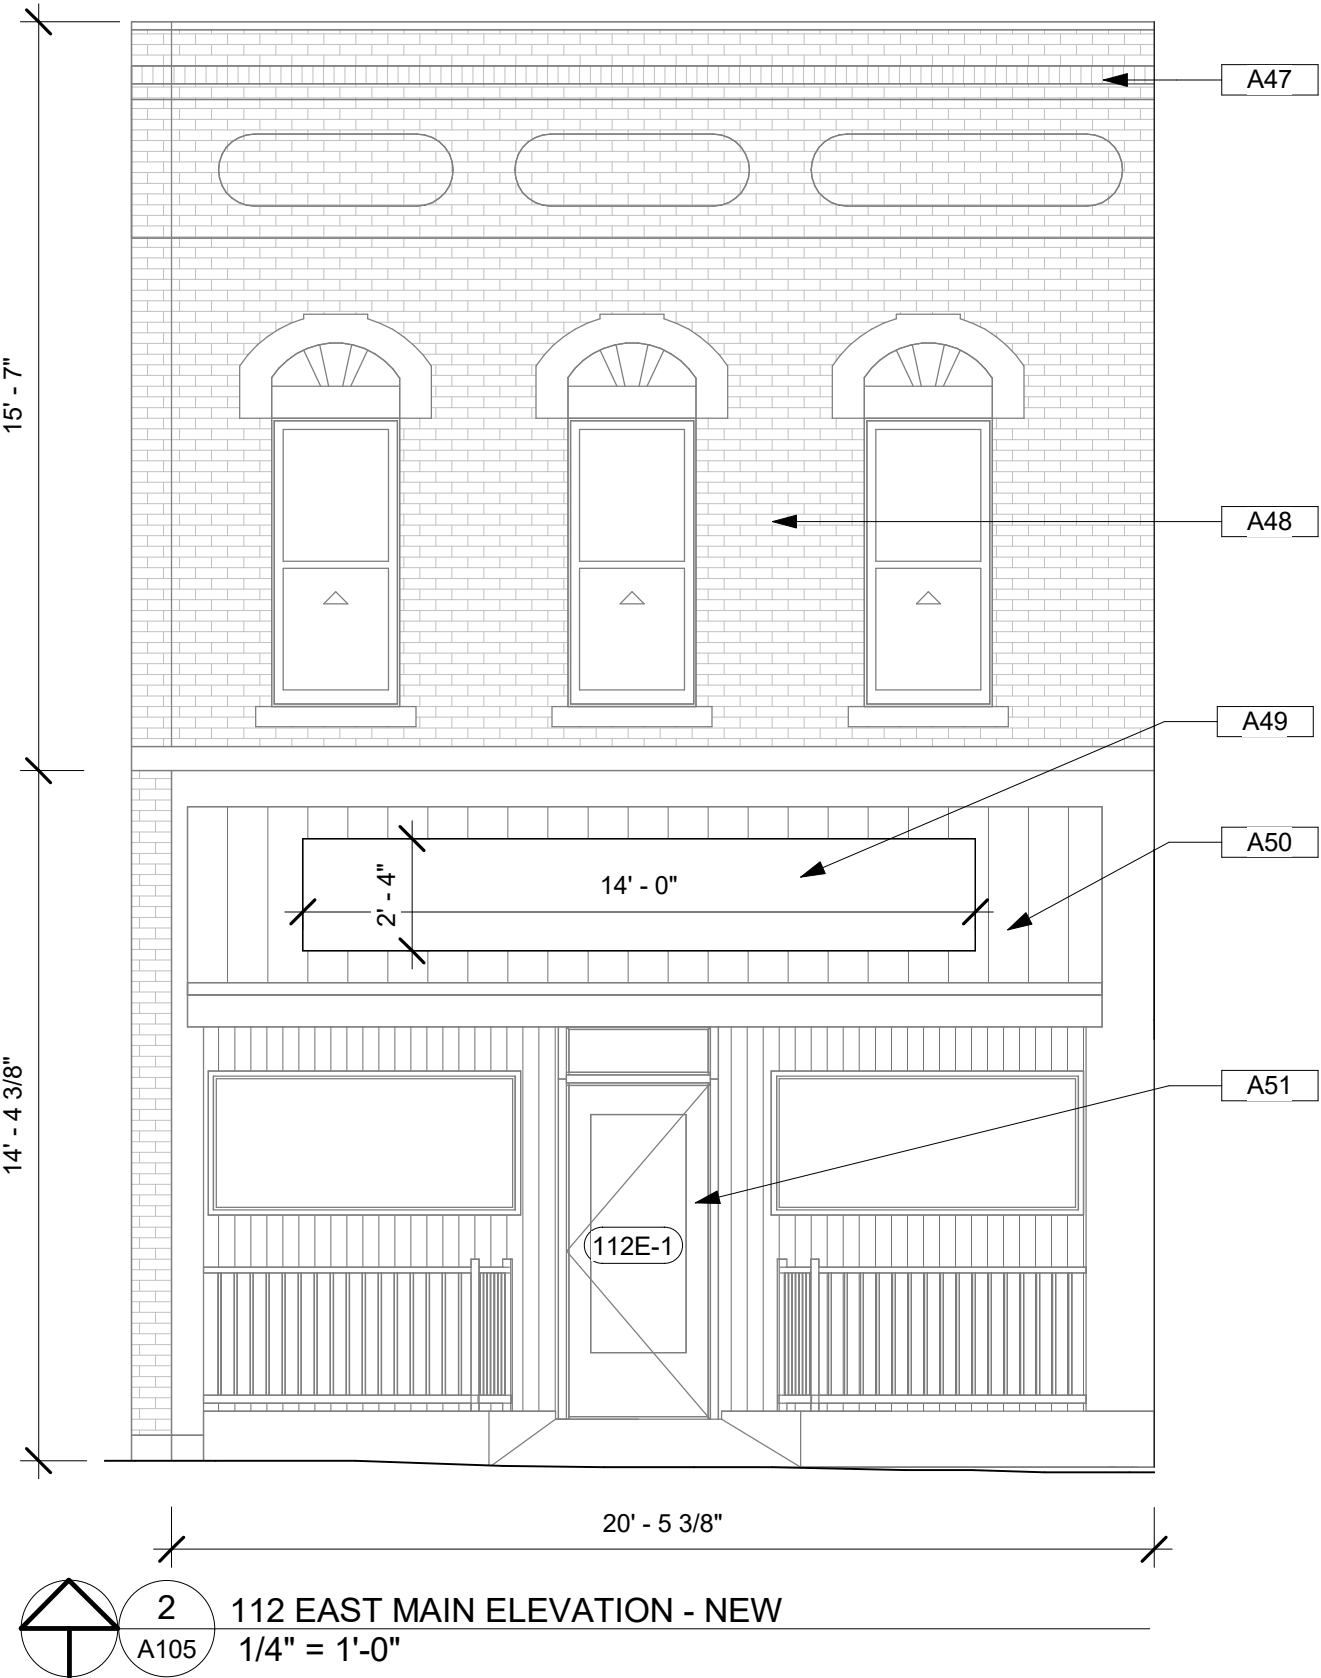 A47
15' - 7"
A48
A49
A50
14' - 0"
2' - 4"
14' - 4 3/8"
A51
112E-1
20' - 5 3/8"
2
A105
112 EAST MAIN ELEVATION - NEW
1/4" = 1'-0"